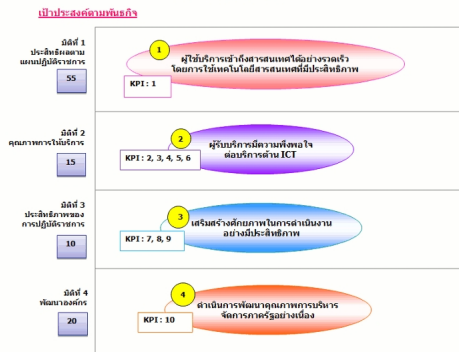 เป้าประสงค์ตามพันธกิจ
มิติที่ 1
ประสิทธิผลตาม
แผนปฏิบัติราชการ
55
1
ผู้ใช้บริการเข้าถึงสารสนเทศได้อย่างรวดเร็ว
โดยการใช้เทคโนโลยีสารสนเทศที่มีประสิทธิภาพ
KPI : 1
มิติที่ 2
คุณภาพการให้บริการ
15
2
ผู้รับบริการมีความพึงพอใจ
ต่อบริการด้าน ICT
KPI : 2, 3, 4, 5, 6
มิติที่ 3
ประสิทธิภาพของ
การปฏิบัติราชการ
10
3
เสริมสร้างศักยภาพในการดำเนินงาน
อย่างมีประสิทธิภาพ
KPI : 7, 8, 9
มิติที่ 4
พัฒนาองค์กร
20
4
ดำเนินการพัฒนาคุณภาพการบริหาร
จัดการภาครัฐอย่างเนื่อง
KPI : 10